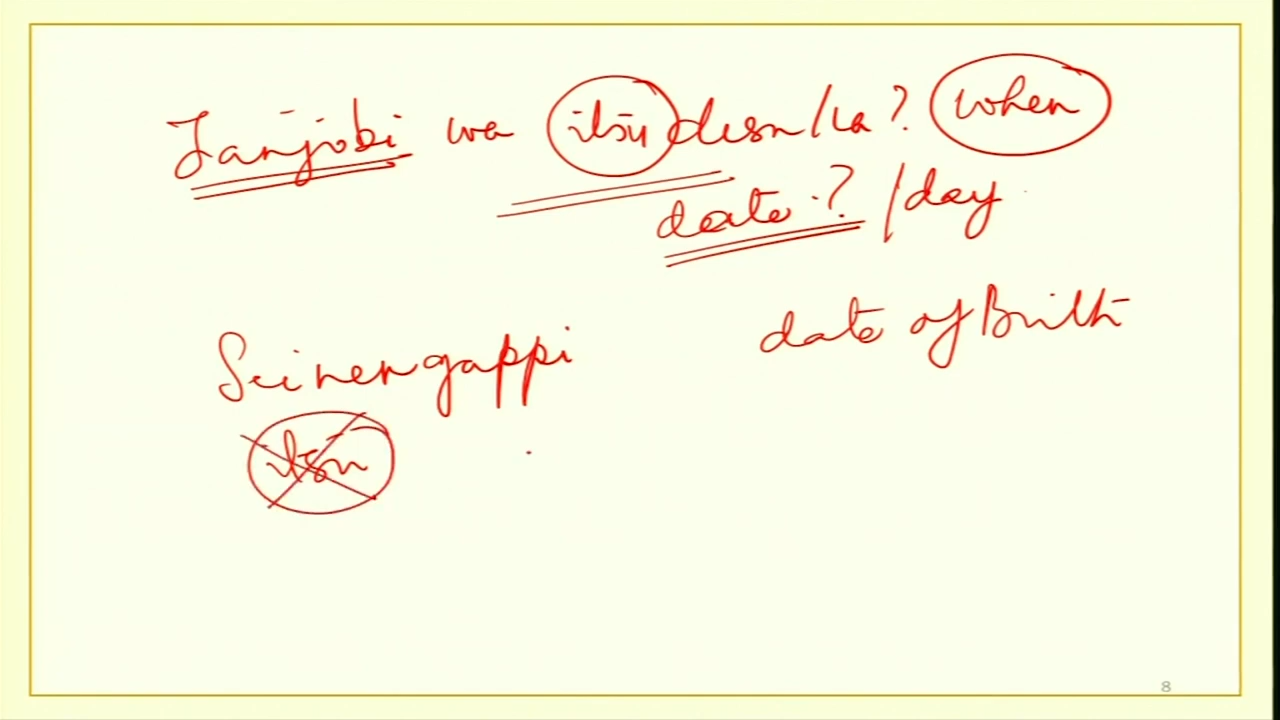 Tanjobi wa itsu desu/ka? when
date? /day
Seinengappi date of Birth
itsu
8